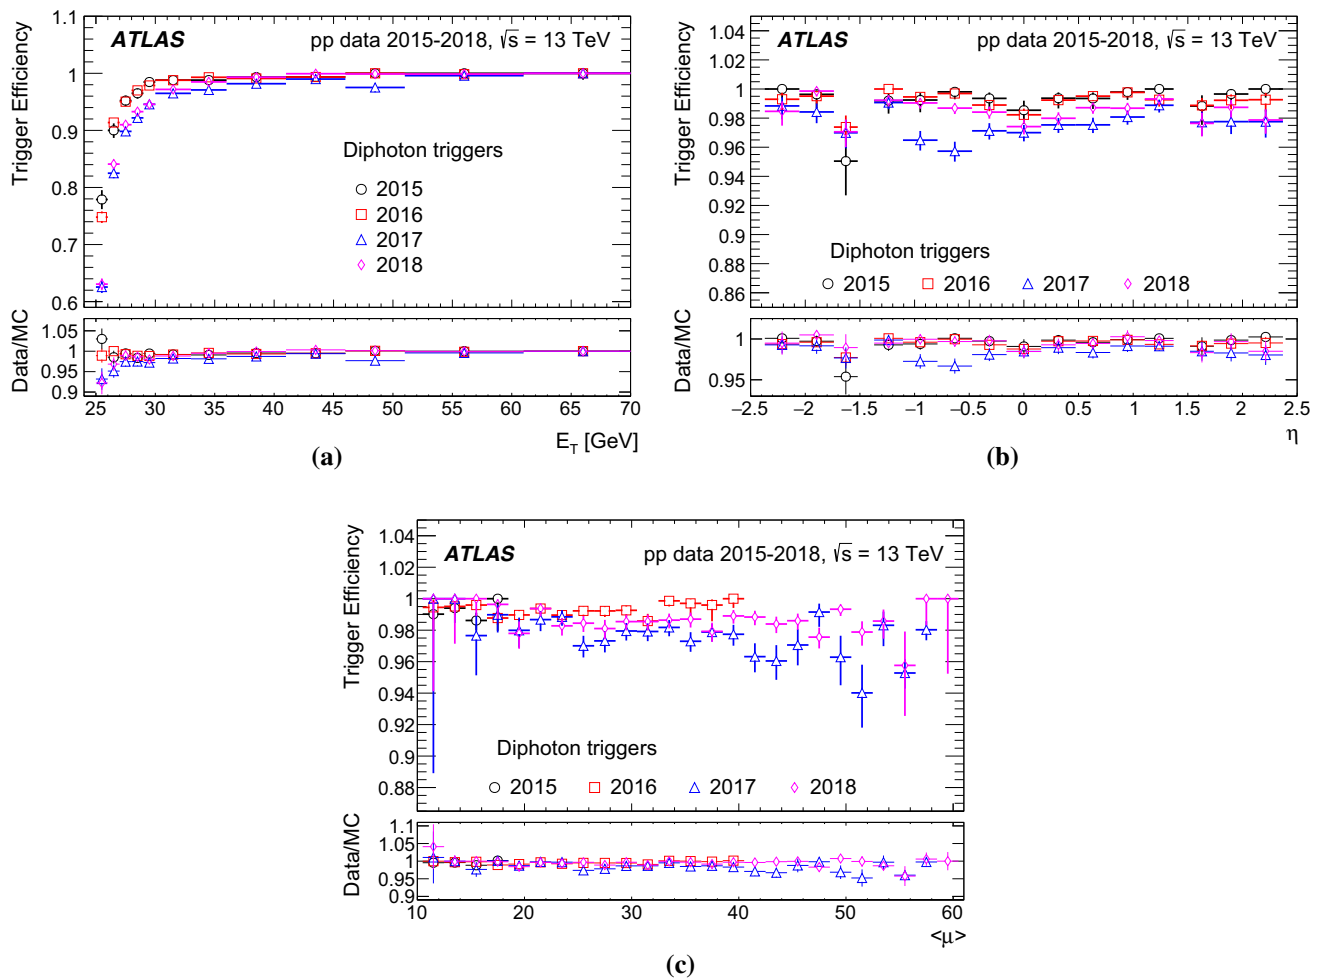 Trigger Efficiency
1.1
1
0.9
0.8
0.7
0.6
ATLAS
pp data 2015-2018, √s = 13 TeV
Diphoton triggers
2015
2016
2017
2018
Data/MC
1.05
1
0.95
0.9
25 30 35 40 45 50 55 60 65 70
E_T [GeV]
(a)
Trigger Efficiency
1.04
1.02
1
0.98
0.96
0.94
0.92
0.9
0.88
0.86
ATLAS
pp data 2015-2018, √s = 13 TeV
Diphoton triggers
2015 2016 2017 2018
Data/MC
1
0.95
−2.5 −2 −1.5 −1 −0.5 0 0.5 1 1.5 2 2.5
η
(b)
Trigger Efficiency
1.04
1.02
1
0.98
0.96
0.94
0.92
0.9
0.88
ATLAS
pp data 2015-2018, √s = 13 TeV
Diphoton triggers
2015 2016 2017 2018
Data/MC
1.1
1.05
1
0.95
0.9
10 20 30 40 50 60
<μ>
(c)